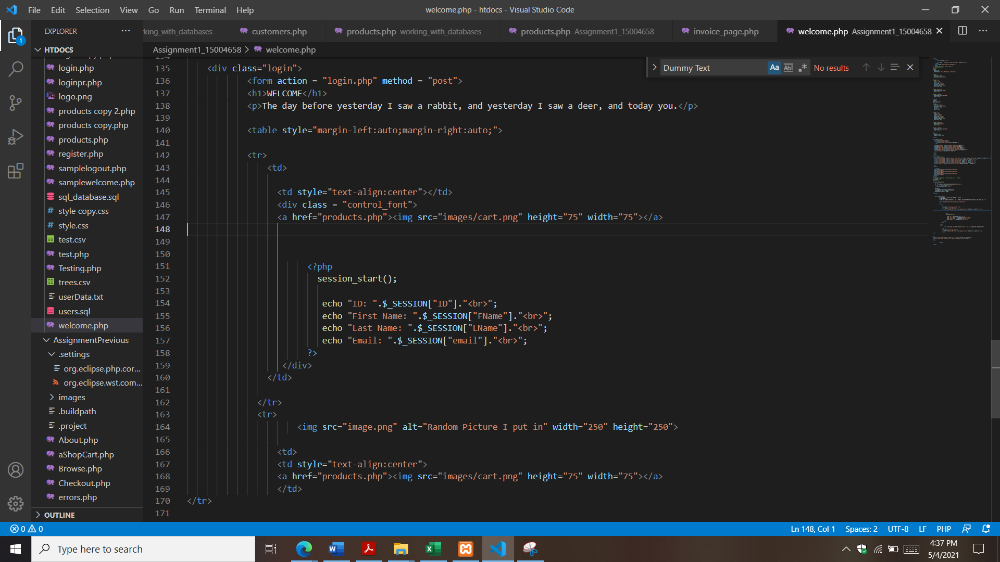 File Edit Selection View Go Run Terminal Help
welcome.php - htdocs - Visual Studio Code
EXPLORER
rking_with_databases
customers.php
products.php working_with_databases
products.php Assignment1_15004658
invoice_page.php
welcome.php Assignment1_15004658
1
HTDOCS
login.php
loginpr.php
logo.png
products copy 2.php
products copy.php
products.php
register.php
samplelogout.php
samplewelcome.php
sql_database.sql
style copy.css
style.css
test.csv
test.php
Testing.php
trees.csv
userData.txt
users.sql
welcome.php
AssignmentPrevious
.settings
org.eclipse.php.cor...
org.eclipse.wst.com...
images
.buildpath
.project
About.php
aShopCart.php
Browse.php
Checkout.php
errors.php
OUTLINE
Assignment1_15004658 > welcome.php
Dummy Text
Aa Abl .* No results
134
135 <div class="login">
136 <form action = "login.php" method = "post">
137 <h1>WELCOME</h1>
138 <p>The day before yesterday I saw a rabbit, and yesterday I saw a deer, and today you.</p>
139
140 <table style="margin-left:auto;margin-right:auto;">
141
142 <tr>
143 <td>
144
145 <td style="text-align:center"></td>
146 <div class = "control_font">
147 <a href="products.php"><img src="images/cart.png" height="75" width="75"></a>
148
149
150
151 <?php
152 session_start();
153
154 echo "ID: ".$_SESSION["ID"]."<br>";
155 echo "First Name: ".$_SESSION["FName"]."<br>";
156 echo "Last Name: ".$_SESSION["LName"]."<br>";
157 echo "Email: ".$_SESSION["email"]."<br>";
158 ?>
159 </div>
160 </td>
161
162 </tr>
163 <tr>
164 <img src="image.png" alt="Random Picture I put in" width="250" height="250">
165
166 <td>
167 <td style="text-align:center">
168 <a href="products.php"><img src="images/cart.png" height="75" width="75"></a>
169 </td>
170 </tr>
171
0 0
Ln 148, Col 1 Spaces: 2 UTF-8 LF PHP
Type here to search
4:37 PM
5/4/2021